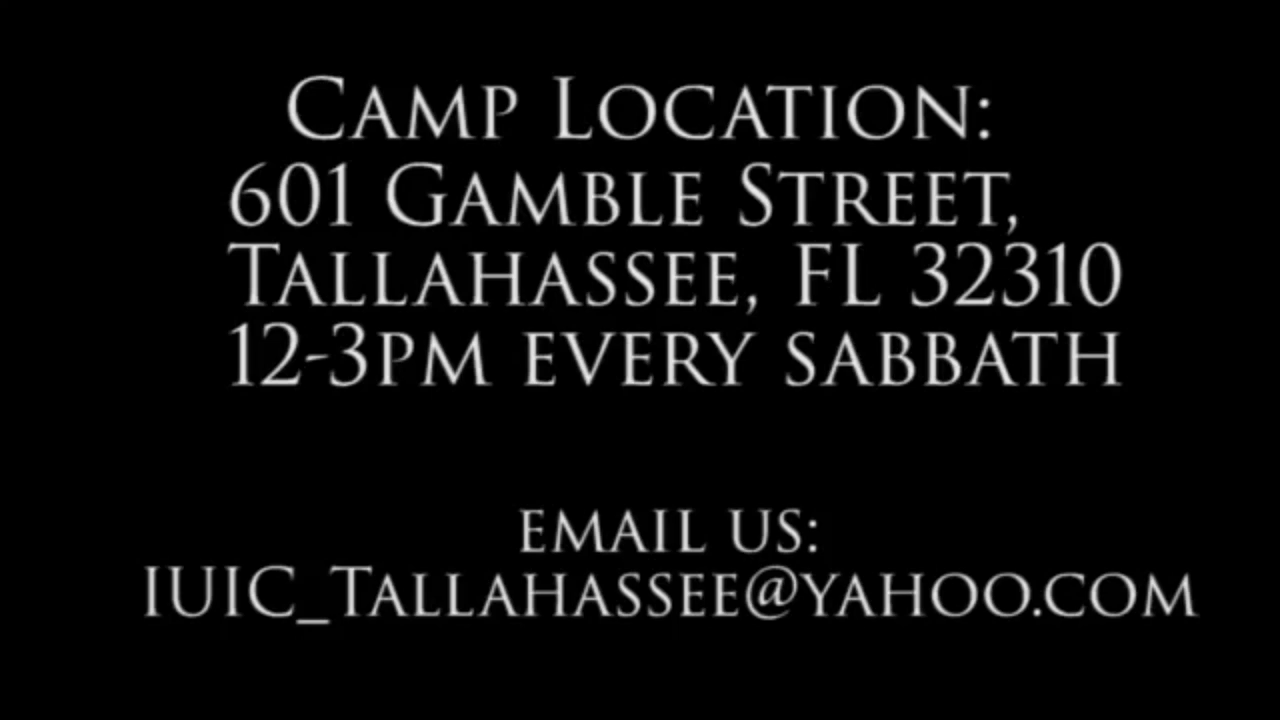 Camp Location:
601 Gamble Street,
Tallahassee, FL 32310
12-3pm every sabbath
email us:
IUIC_Tallahassee@yahoo.com